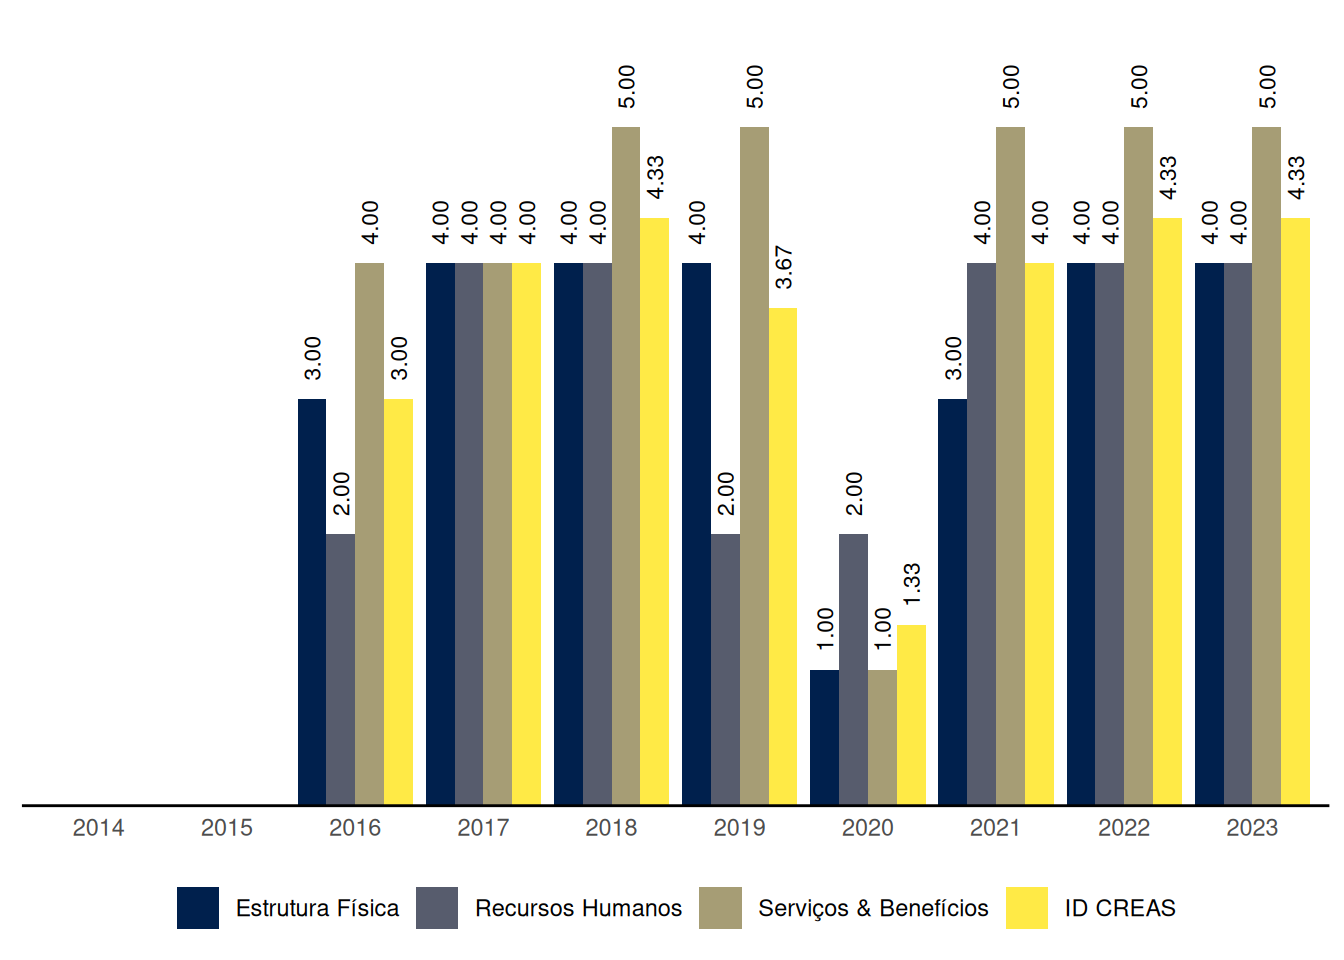 5.00 5.00 5.00 5.00 5.00
4.33 4.33 4.33
4.00 4.00 4.00 4.00 4.00 4.00 4.00 4.00 4.00 4.00 4.00 4.00 4.00 4.00
3.67
3.00 3.00 3.00
2.00 2.00 2.00
1.33
1.00 1.00
2014 2015 2016 2017 2018 2019 2020 2021 2022 2023
Estrutura Física Recursos Humanos Serviços & Benefícios ID CREAS